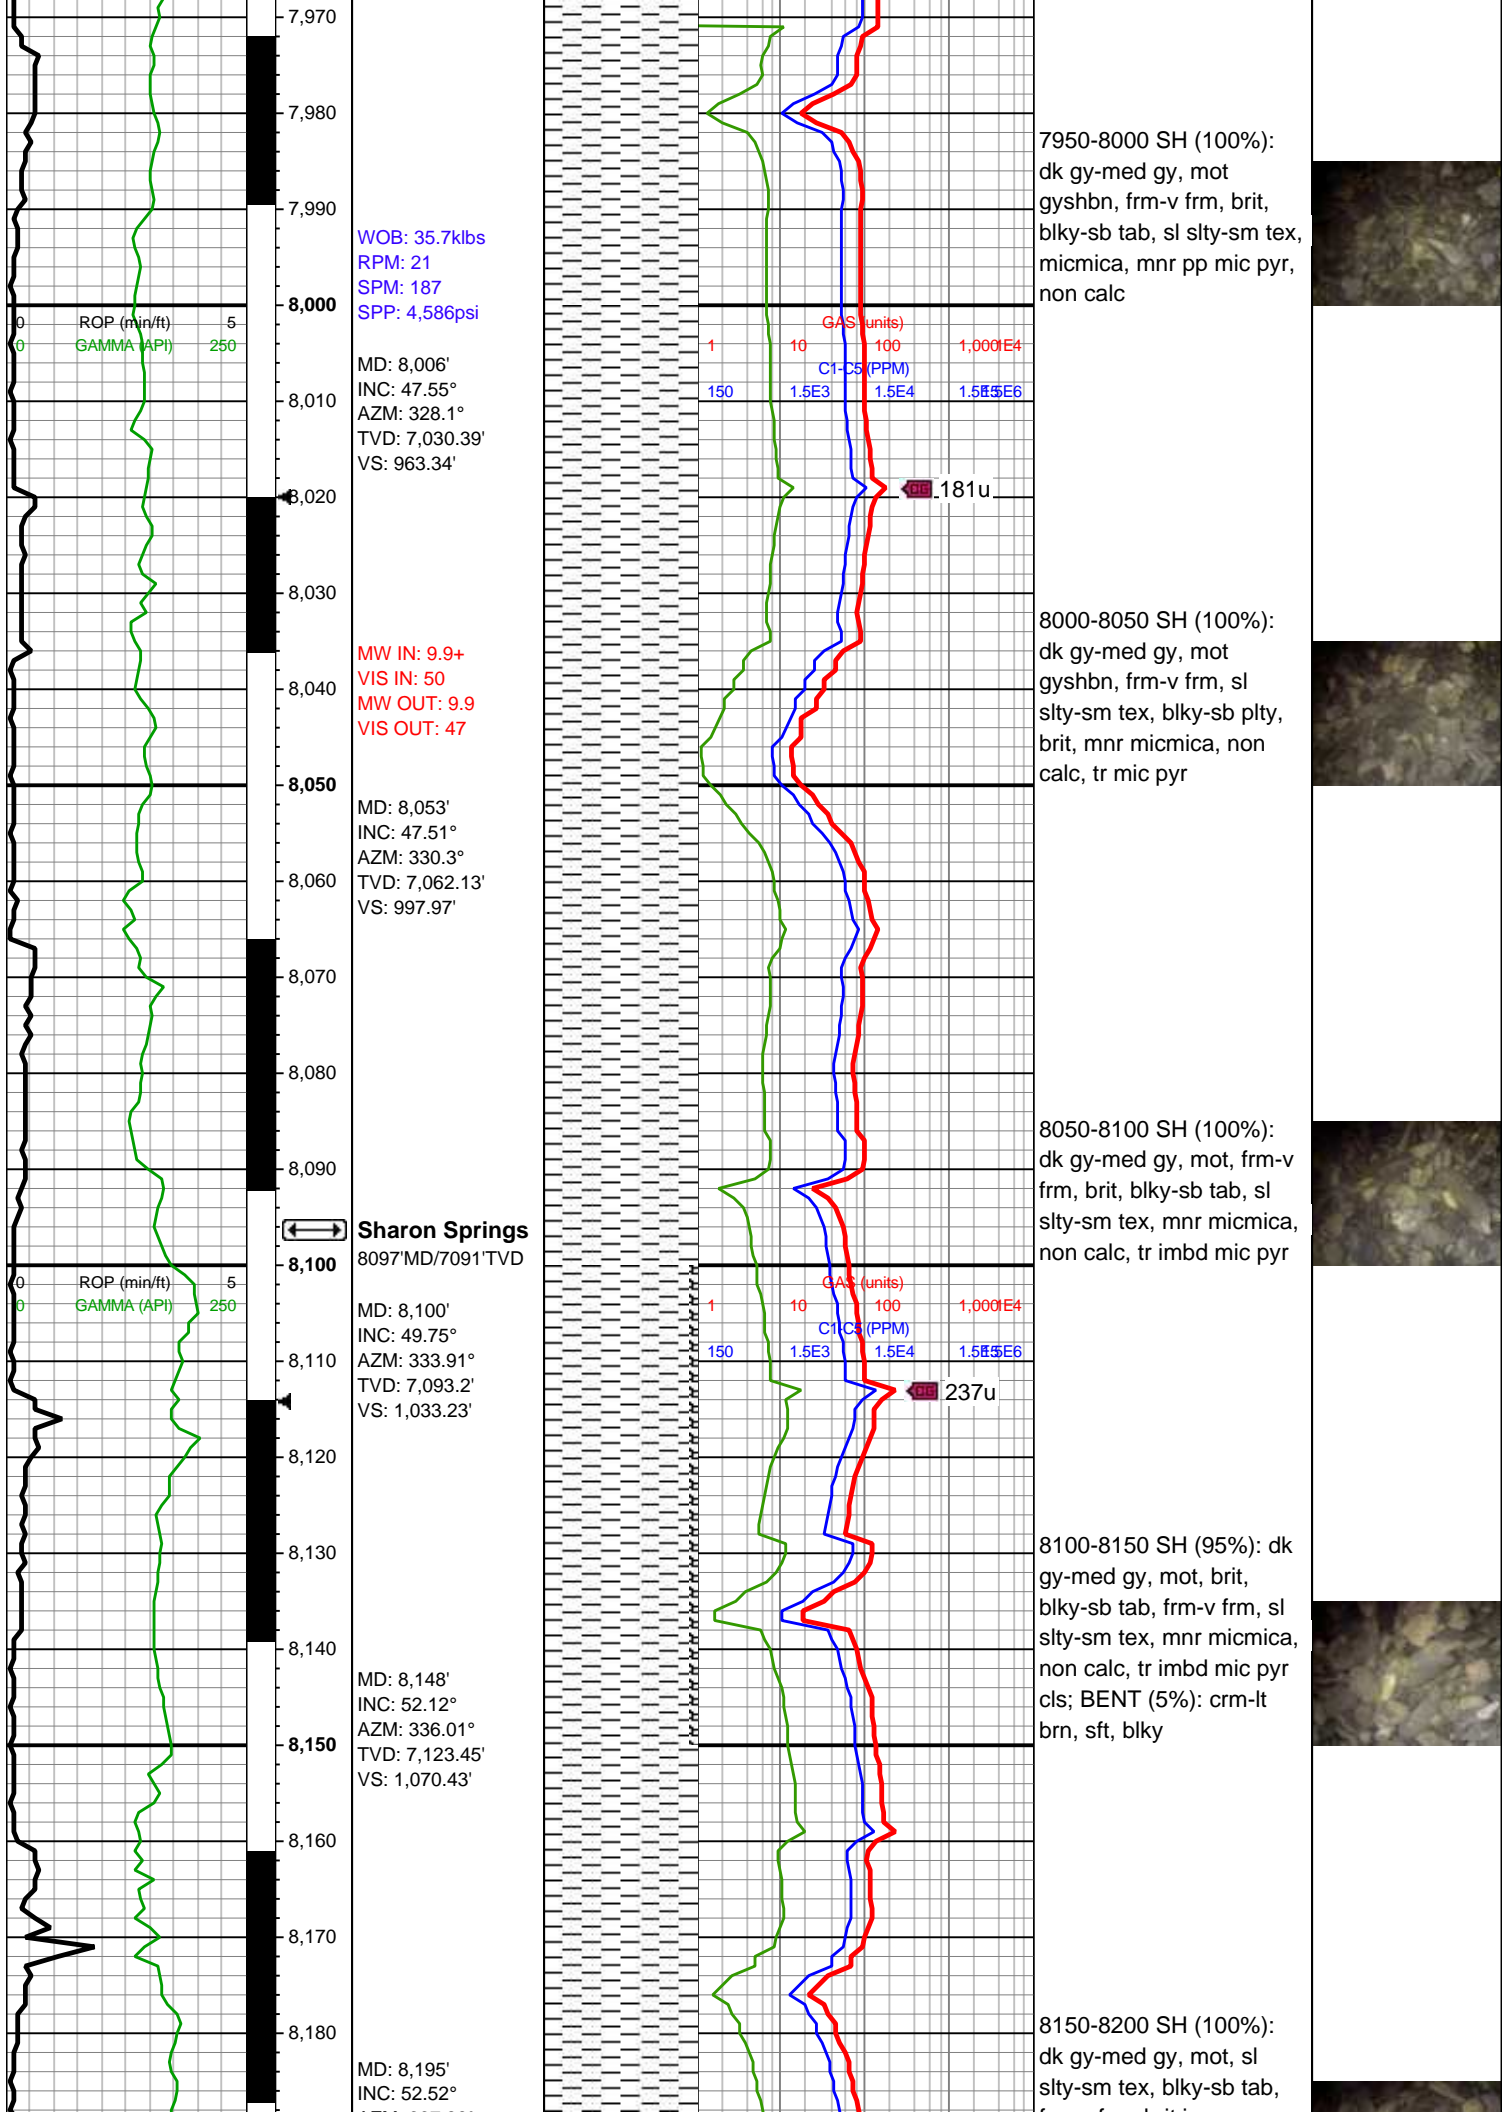 7,970
7,980
7950-8000 SH (100%):
dk gy-med gy, mot
gyshbn, frm-v frm, brit,
blky-sb tab, sl slty-sm tex,
micmica, mnr pp mic pyr,
non calc
7,990
WOB: 35.7klbs
RPM: 21
SPM: 187
SPP: 4,586psi
8,000
0 ROP (min/ft) 5
0 GAMMA (API) 250
GAS (units)
1 10 100 1,000 1E4
C1-C5 (PPM)
150 1.5E3 1.5E4 1.5E5 1.5E6
MD: 8,006'
INC: 47.55°
AZM: 328.1°
TVD: 7,030.39'
VS: 963.34'
8,010
8,020
CG 181u
8,030
8000-8050 SH (100%):
dk gy-med gy, mot
gyshbn, frm-v frm, sl
slty-sm tex, blky-sb plty,
brit, mnr micmica, non
calc, tr mic pyr
MW IN: 9.9+
VIS IN: 50
MW OUT: 9.9
VIS OUT: 47
8,040
8,050
MD: 8,053'
INC: 47.51°
AZM: 330.3°
TVD: 7,062.13'
VS: 997.97'
8,060
8,070
8,080
8050-8100 SH (100%):
dk gy-med gy, mot, frm-v
frm, brit, blky-sb tab, sl
slty-sm tex, mnr micmica,
non calc, tr imbd mic pyr
8,090
Sharon Springs
8097'MD/7091'TVD
8,100
0 ROP (min/ft) 5
0 GAMMA (API) 250
GAS (units)
1 10 100 1,000 1E4
C1-C5 (PPM)
150 1.5E3 1.5E4 1.5E5 1.5E6
MD: 8,100'
INC: 49.75°
AZM: 333.91°
TVD: 7,093.2'
VS: 1,033.23'
8,110
CG 237u
8,120
8,130
8100-8150 SH (95%): dk
gy-med gy, mot, brit,
blky-sb tab, frm-v frm, sl
slty-sm tex, mnr micmica,
non calc, tr imbd mic pyr
cls; BENT (5%): crm-lt
brn, sft, blky
8,140
MD: 8,148'
INC: 52.12°
AZM: 336.01°
TVD: 7,123.45'
VS: 1,070.43'
8,150
8,160
8,170
8,180
8150-8200 SH (100%):
dk gy-med gy, mot, sl
slty-sm tex, blky-sb tab,
MD: 8,195'
INC: 52.52°